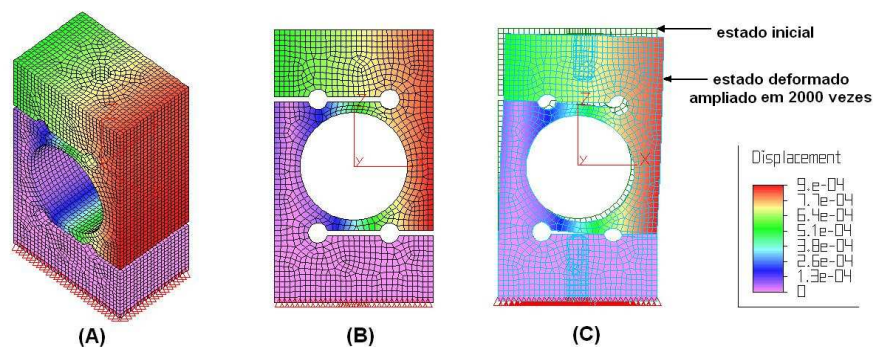 estado inicial
estado deformado
ampliado em 2000 vezes
Z
Y
Z
Y
X
Displacement
9.e-04
7.7e-04
6.4e-04
5.1e-04
3.8e-04
2.6e-04
1.3e-04
0
(A)
(B)
(C)